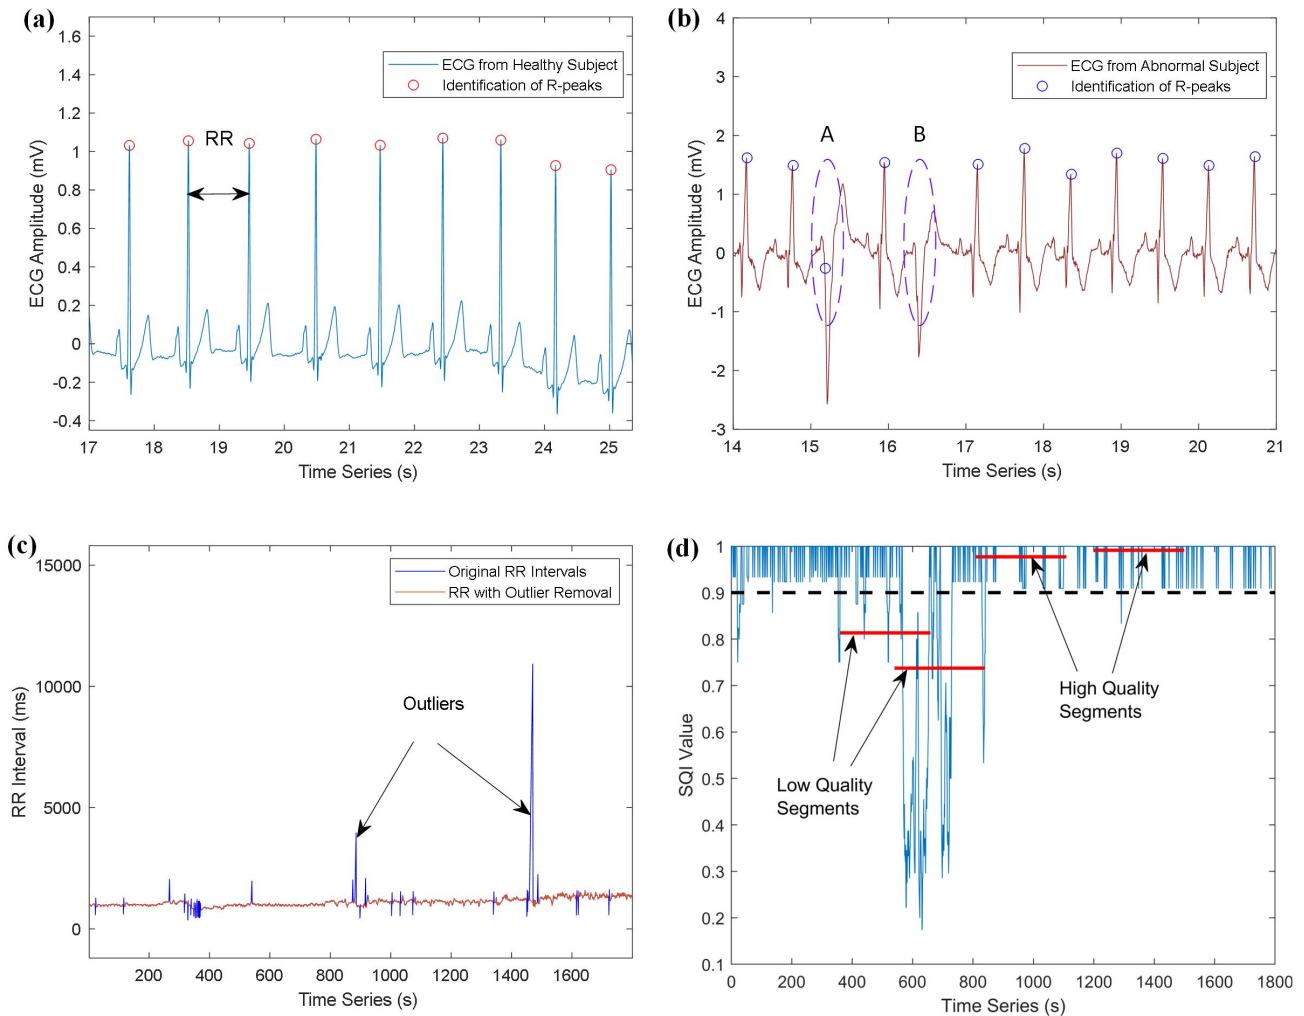 (a)
1.6
1.4
1.2
1
0.8
0.6
0.4
0.2
0
-0.2
-0.4
ECG Amplitude (mV)
ECG from Healthy Subject
Identification of R-peaks
RR
17 18 19 20 21 22 23 24 25
Time Series (s)
(b)
4
3
2
1
0
-1
-2
-3
ECG Amplitude (mV)
ECG from Abnormal Subject
Identification of R-peaks
A B
14 15 16 17 18 19 20 21
Time Series (s)
(c)
15000
10000
5000
0
RR Interval (ms)
Original RR Intervals
RR with Outlier Removal
Outliers
200 400 600 800 1000 1200 1400 1600
Time Series (s)
(d)
1
0.9
0.8
0.7
0.6
0.5
0.4
0.3
0.2
0.1
SQI Value
High Quality
Segments
Low Quality
Segments
0 200 400 600 800 1000 1200 1400 1600 1800
Time Series (s)